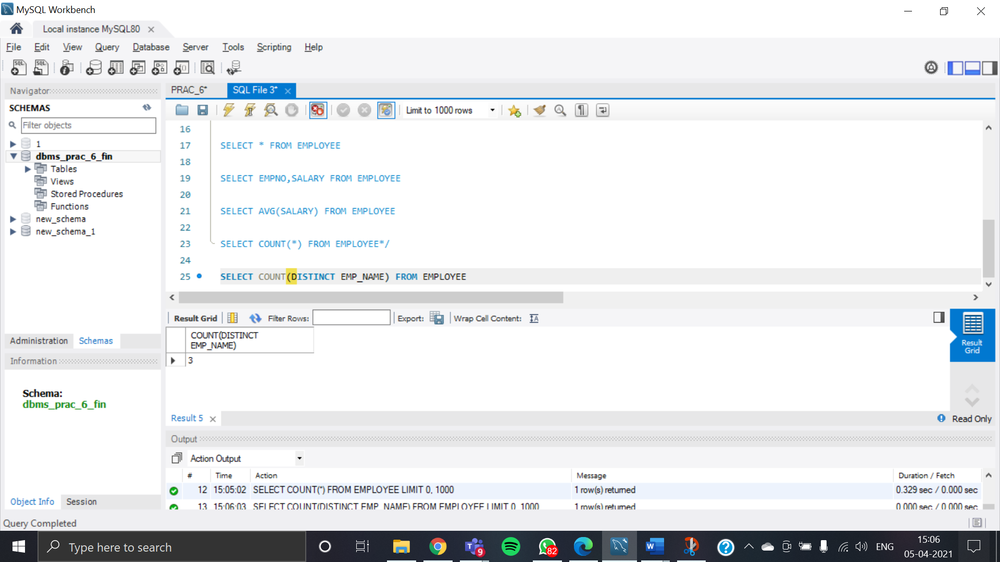 MySQL Workbench
Local instance MySQL80
File Edit View Query Database Server Tools Scripting Help
Navigator
SCHEMAS
Filter objects
1
dbms_prac_6_fin
Tables
Views
Stored Procedures
Functions
new_schema
new_schema_1
Administration Schemas
Information
Schema:
dbms_prac_6_fin
Object Info Session
PRAC_6* SQL File 3*
Limit to 1000 rows
16
17 SELECT * FROM EMPLOYEE
18
19 SELECT EMPNO,SALARY FROM EMPLOYEE
20
21 SELECT AVG(SALARY) FROM EMPLOYEE
22
23 SELECT COUNT(*) FROM EMPLOYEE*/
24
25 SELECT COUNT(DISTINCT EMP_NAME) FROM EMPLOYEE
Result Grid Filter Rows: Export: Wrap Cell Content:
COUNT(DISTINCT
EMP_NAME)
3
Result
Grid
Result 5
Read Only
Output
Action Output
# Time Action Message Duration / Fetch
12 15:05:02 SELECT COUNT(*) FROM EMPLOYEE LIMIT 0, 1000 1 row(s) returned 0.329 sec / 0.000 sec
13 15:06:03 SELECT COUNT(DISTINCT EMP_NAME) FROM EMPLOYEE LIMIT 0, 1000 1 row(s) returned 0.000 sec / 0.000 sec
Query Completed
Type here to search
9
82
ENG
15:06
05-04-2021